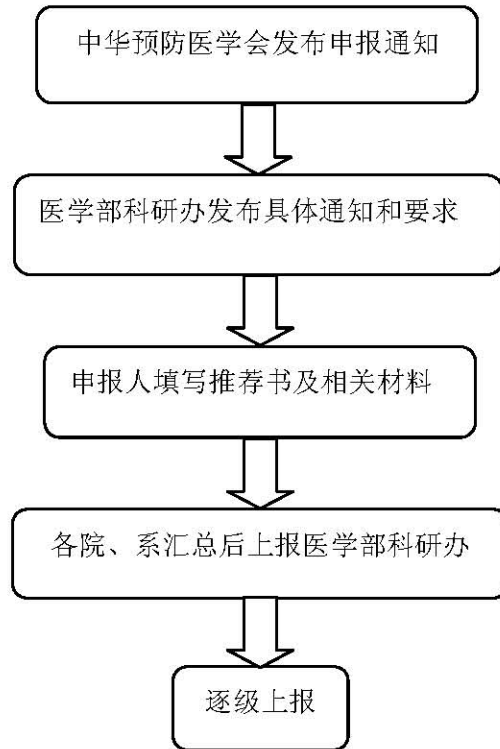 中华预防医学会发布申报通知
医学部科研办发布具体通知和要求
申报人填写推荐书及相关材料
各院、系汇总后上报医学部科研办
逐级上报